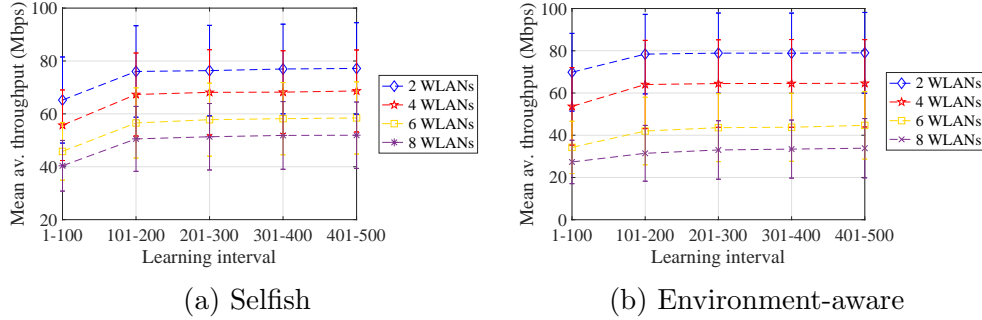 Mean av. throughput (Mbps)
100
80
60
40
20
1-100 101-200 201-300 301-400 401-500
Learning interval
2 WLANs
4 WLANs
6 WLANs
8 WLANs
(a) Selfish
Mean av. throughput (Mbps)
100
80
60
40
20
0
1-100 101-200 201-300 301-400 401-500
Learning interval
2 WLANs
4 WLANs
6 WLANs
8 WLANs
(b) Environment-aware